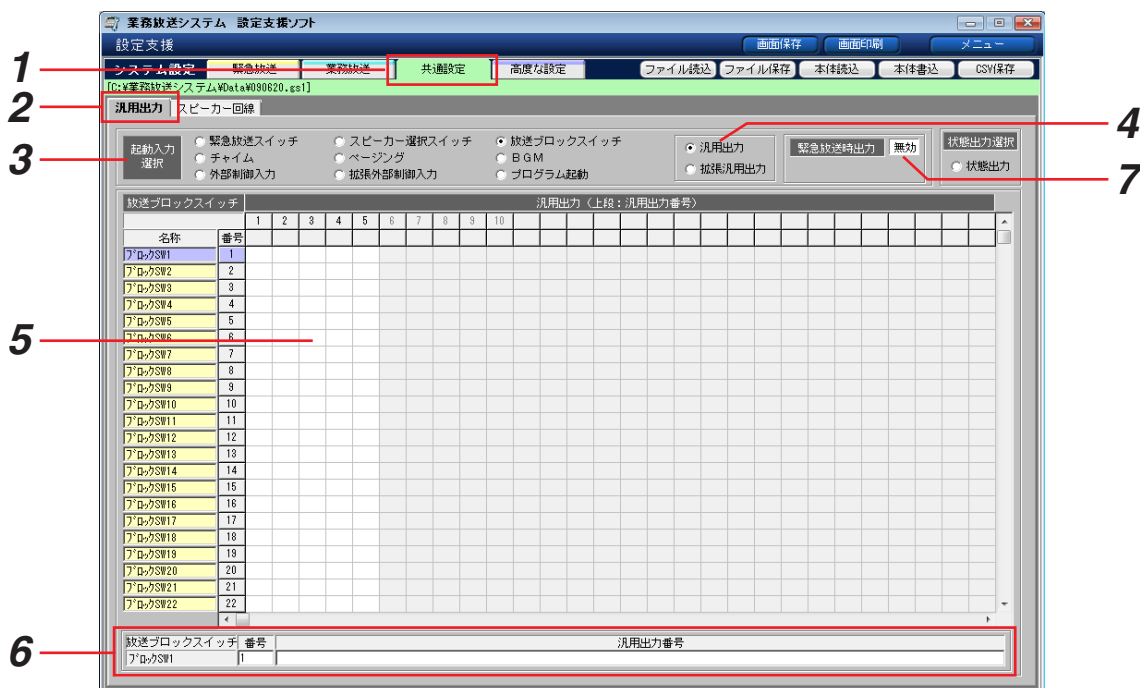 業務放送システム 設定支援ソフト
設定支援 画面保存 画面印刷 メニュー
1
システム設定 緊急放送 業務放送 共通設定 高度な設定 ファイル読込 ファイル保存 本体読込 本体書込 CSV保存
[C:¥業務放送システム¥Data¥090620.gs1]
2
汎用出力 スピーカー回線
4
3
起動入力選択
緊急放送スイッチ スピーカー選択スイッチ 放送ブロックスイッチ
チャイム ページング BGM
外部制御入力 拡張外部制御入力 プログラム起動
汎用出力
拡張汎用出力
緊急放送時出力 無効
状態出力選択
状態出力
7
放送ブロックスイッチ 汎用出力（上段：汎用出力番号）
1 2 3 4 5 6 7 8 9 10
名称 番号
ﾌﾞﾛｯｸSW1 1
ﾌﾞﾛｯｸSW2 2
ﾌﾞﾛｯｸSW3 3
ﾌﾞﾛｯｸSW4 4
ﾌﾞﾛｯｸSW5 5
5
ﾌﾞﾛｯｸSW6 6
ﾌﾞﾛｯｸSW7 7
ﾌﾞﾛｯｸSW8 8
ﾌﾞﾛｯｸSW9 9
ﾌﾞﾛｯｸSW10 10
ﾌﾞﾛｯｸSW11 11
ﾌﾞﾛｯｸSW12 12
ﾌﾞﾛｯｸSW13 13
ﾌﾞﾛｯｸSW14 14
ﾌﾞﾛｯｸSW15 15
ﾌﾞﾛｯｸSW16 16
ﾌﾞﾛｯｸSW17 17
ﾌﾞﾛｯｸSW18 18
ﾌﾞﾛｯｸSW19 19
ﾌﾞﾛｯｸSW20 20
ﾌﾞﾛｯｸSW21 21
ﾌﾞﾛｯｸSW22 22
6
放送ブロックスイッチ 番号 汎用出力番号
ﾌﾞﾛｯｸSW1 1